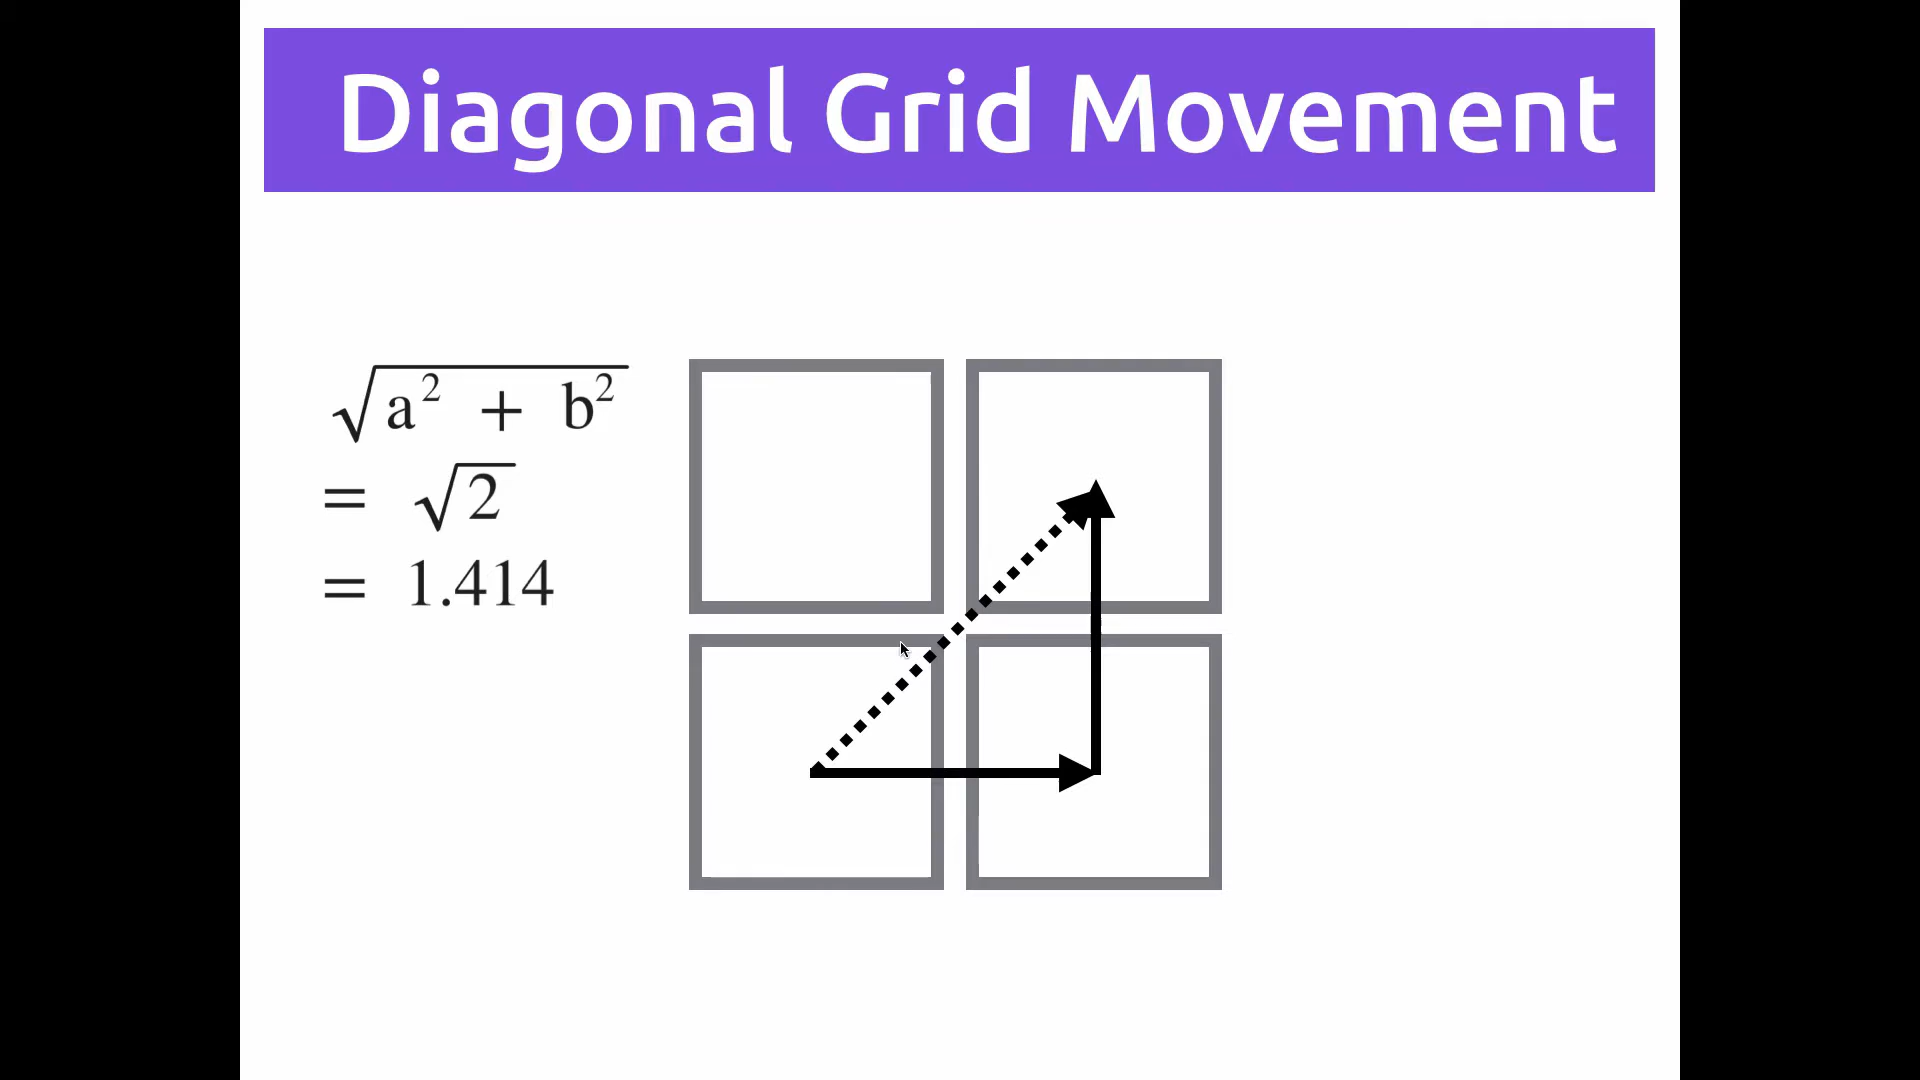 Diagonal Grid Movement
√(a² + b²)
= √2
= 1.414